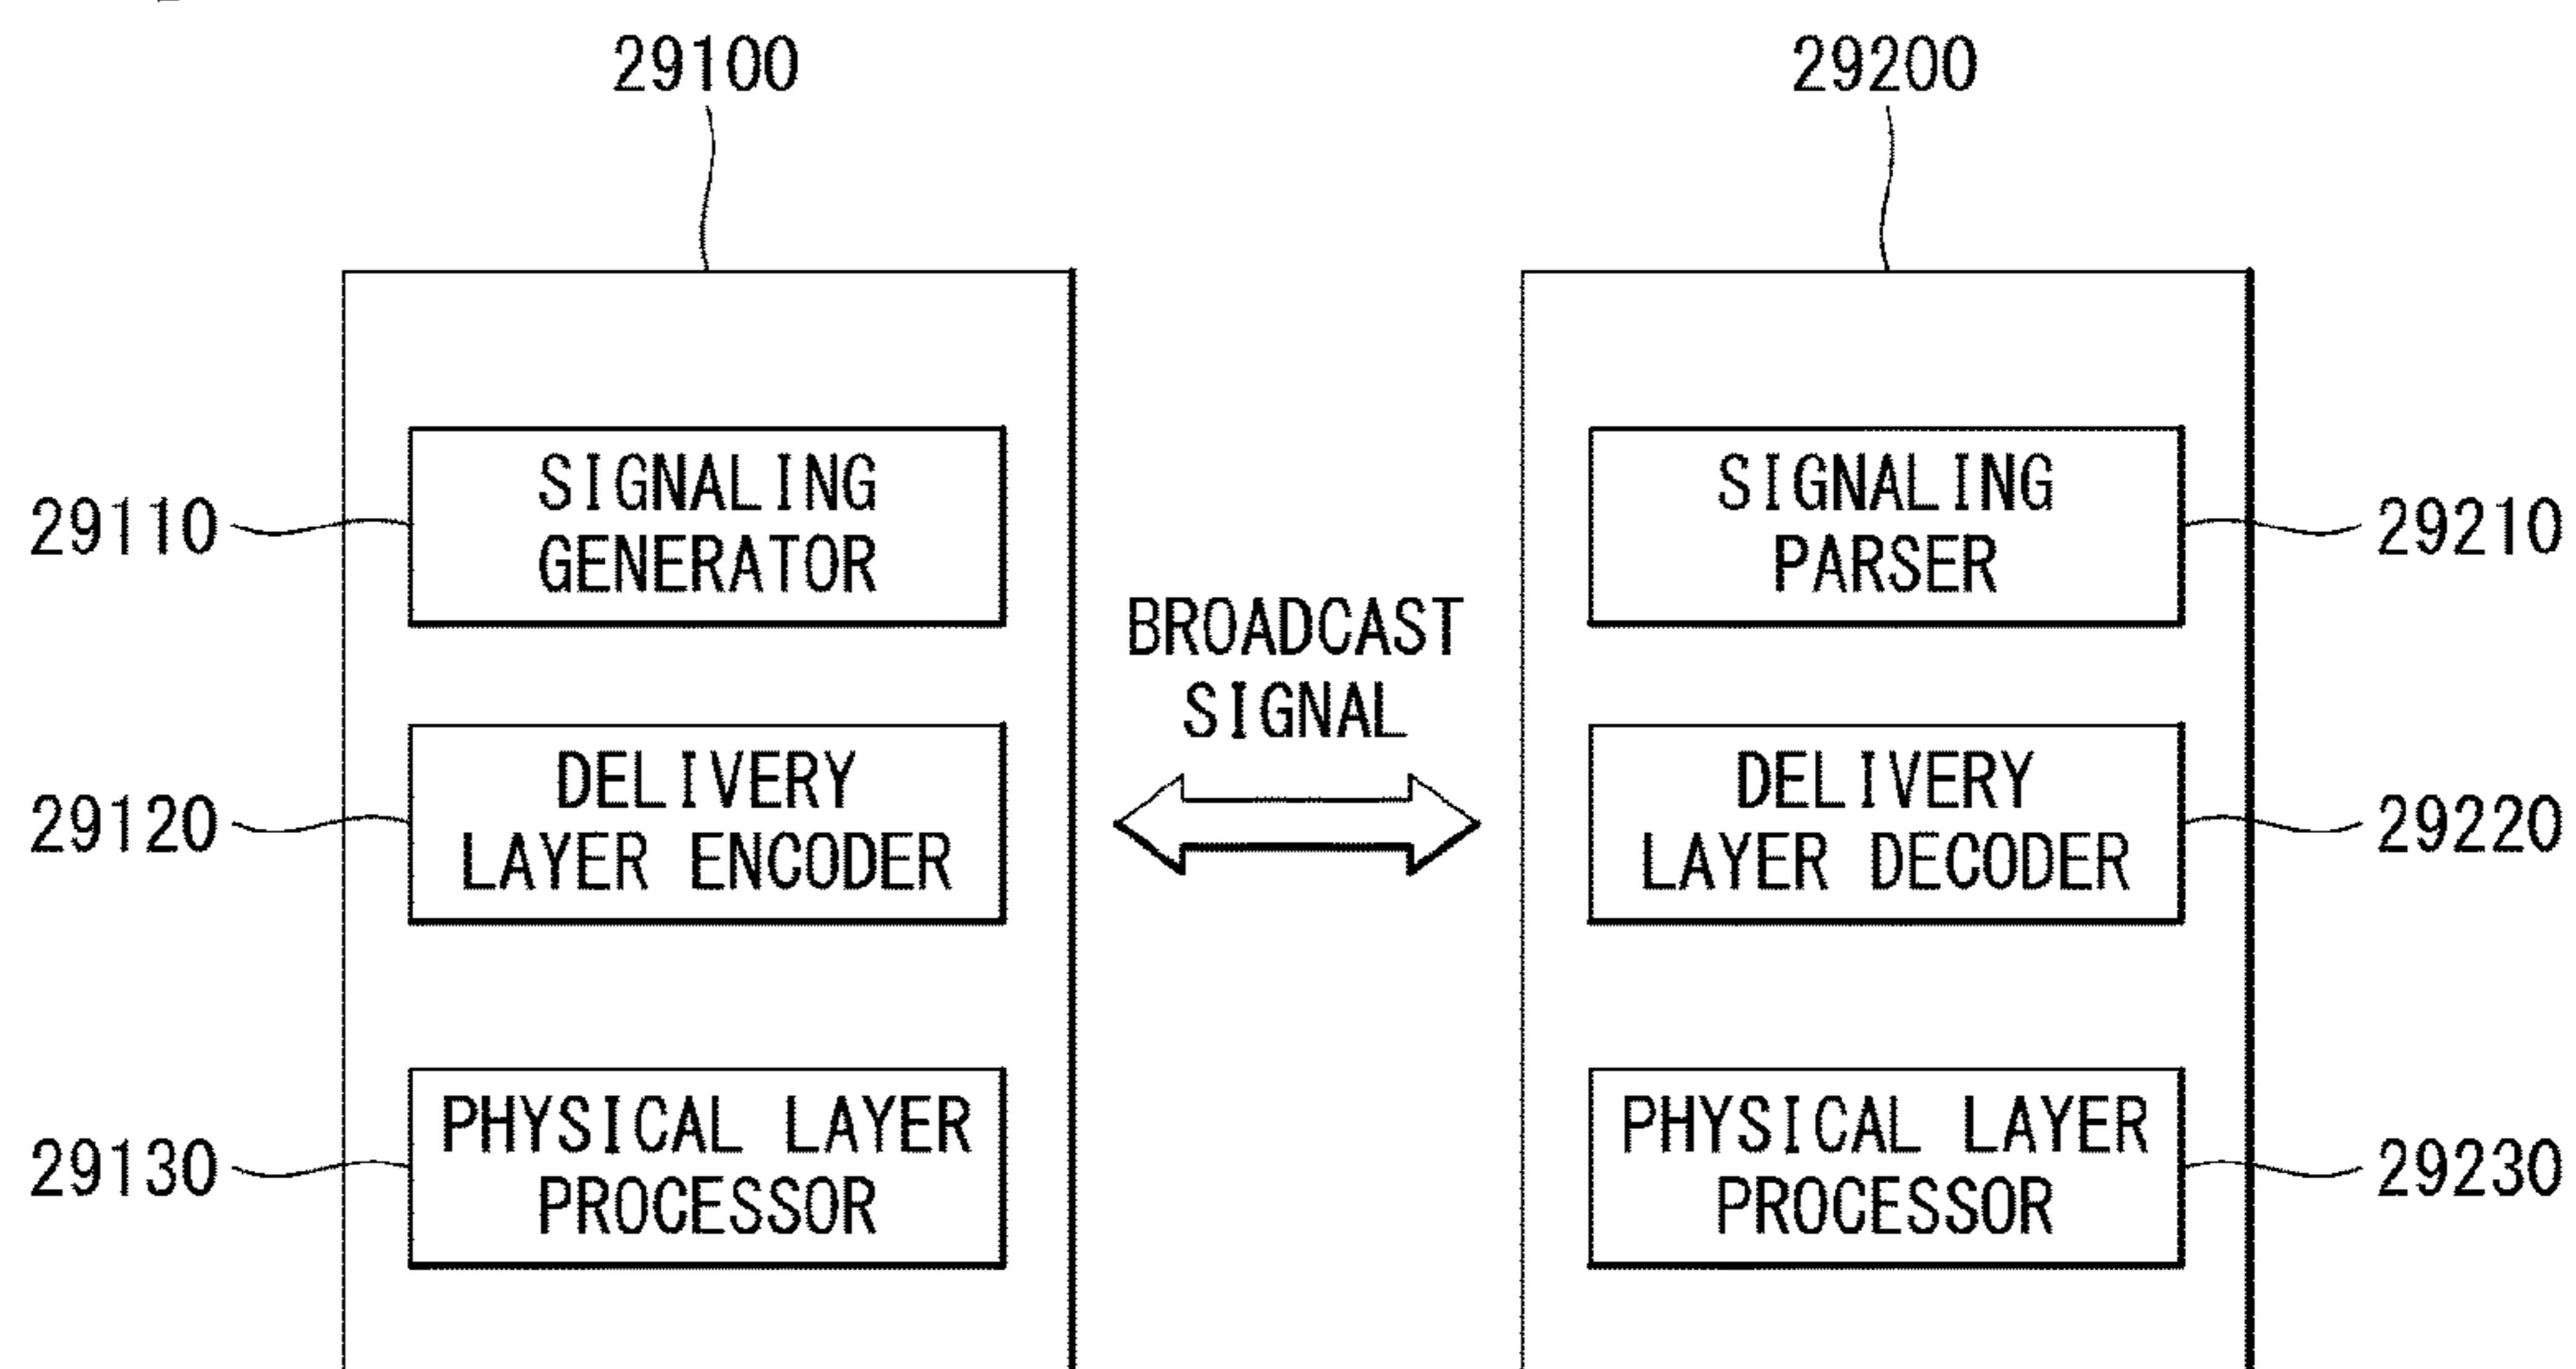 29100
29200
29110
SIGNALING
GENERATOR
SIGNALING
PARSER
29210
BROADCAST
SIGNAL
29120
DELIVERY
LAYER ENCODER
DELIVERY
LAYER DECODER
29220
29130
PHYSICAL LAYER
PROCESSOR
PHYSICAL LAYER
PROCESSOR
29230